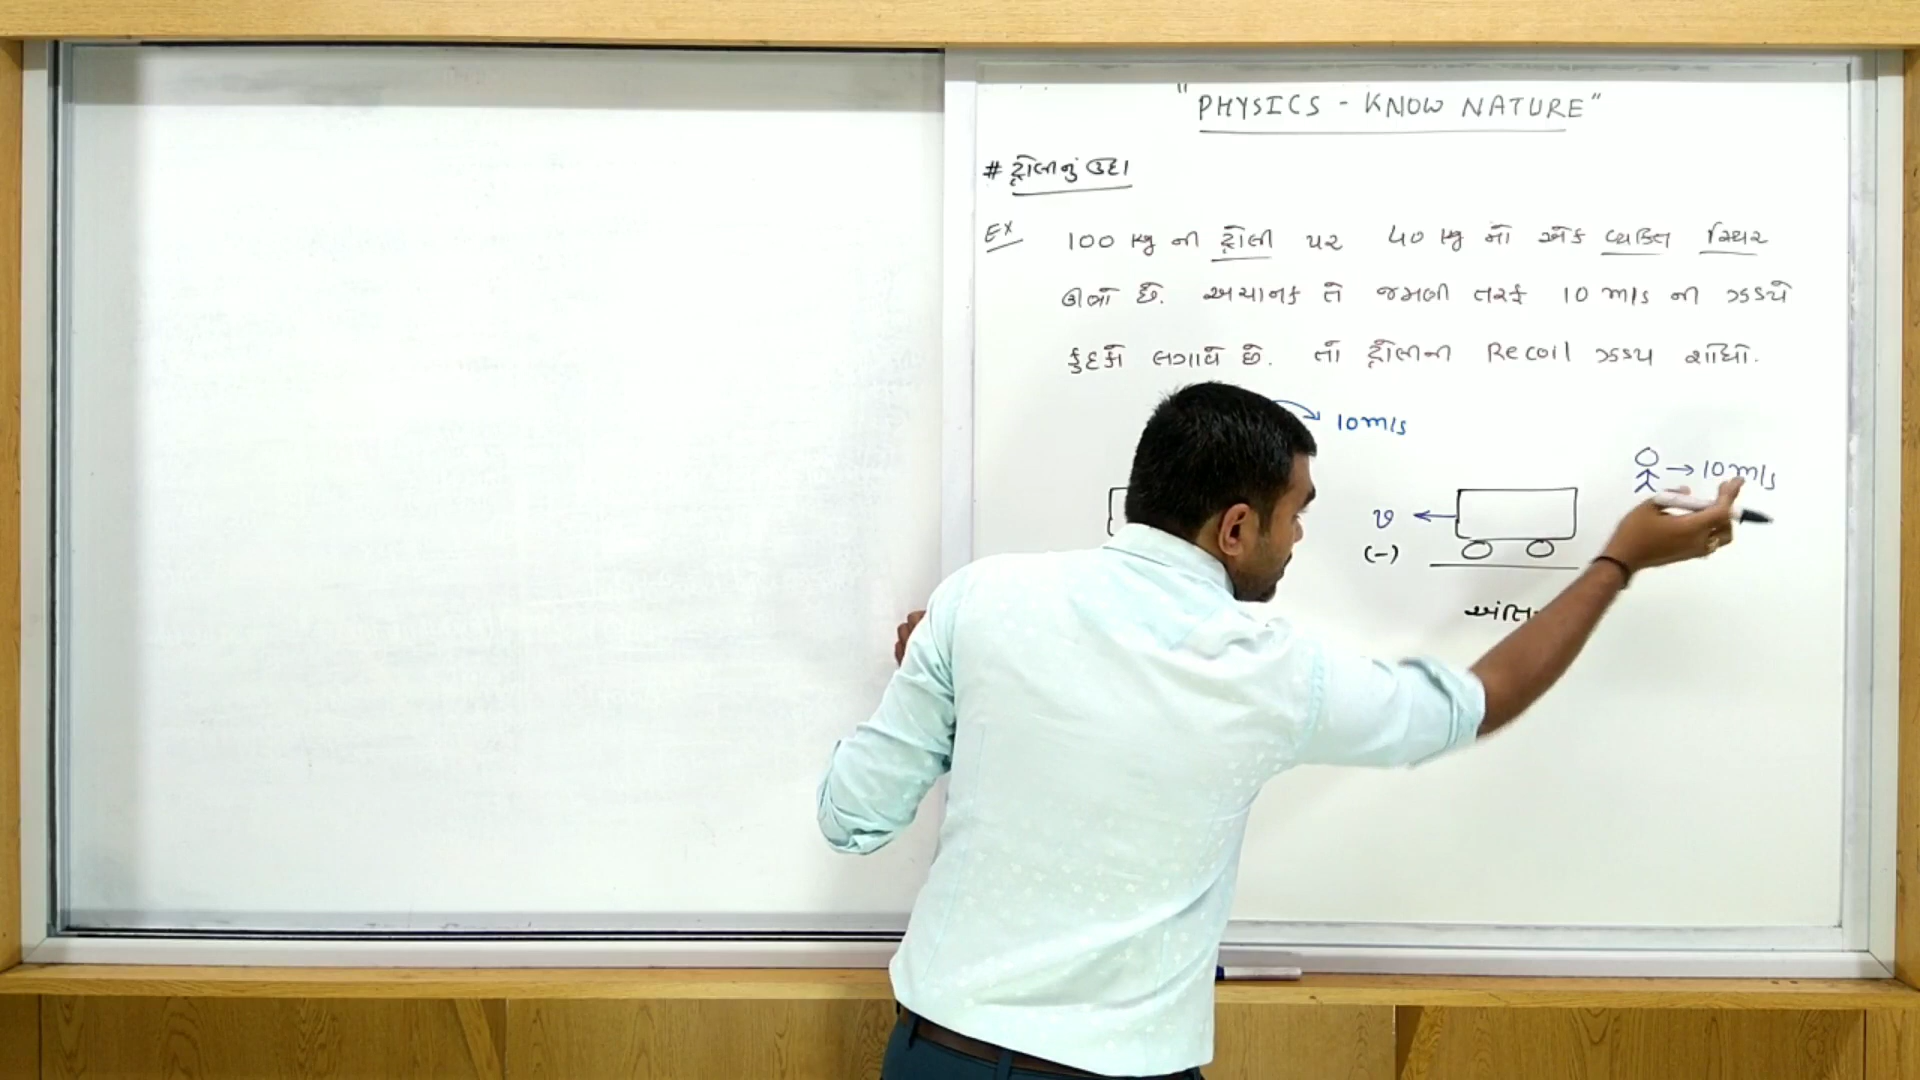 "PHYSICS - KNOW NATURE"
# ટ્રોલીનું ઉદા
Ex 100 kg ની ટ્રોલી પર 40 kg નો એક વ્યક્તિ સ્થિર
ઊભો છે. અચાનક તે જમણી તરફ 10 m/s ની ઝડપે
કુદકો લગાવે છે. તો ટ્રોલીની Recoil ઝડપ શોધો.
10 m/s
→ 10 m/s
v
(-)